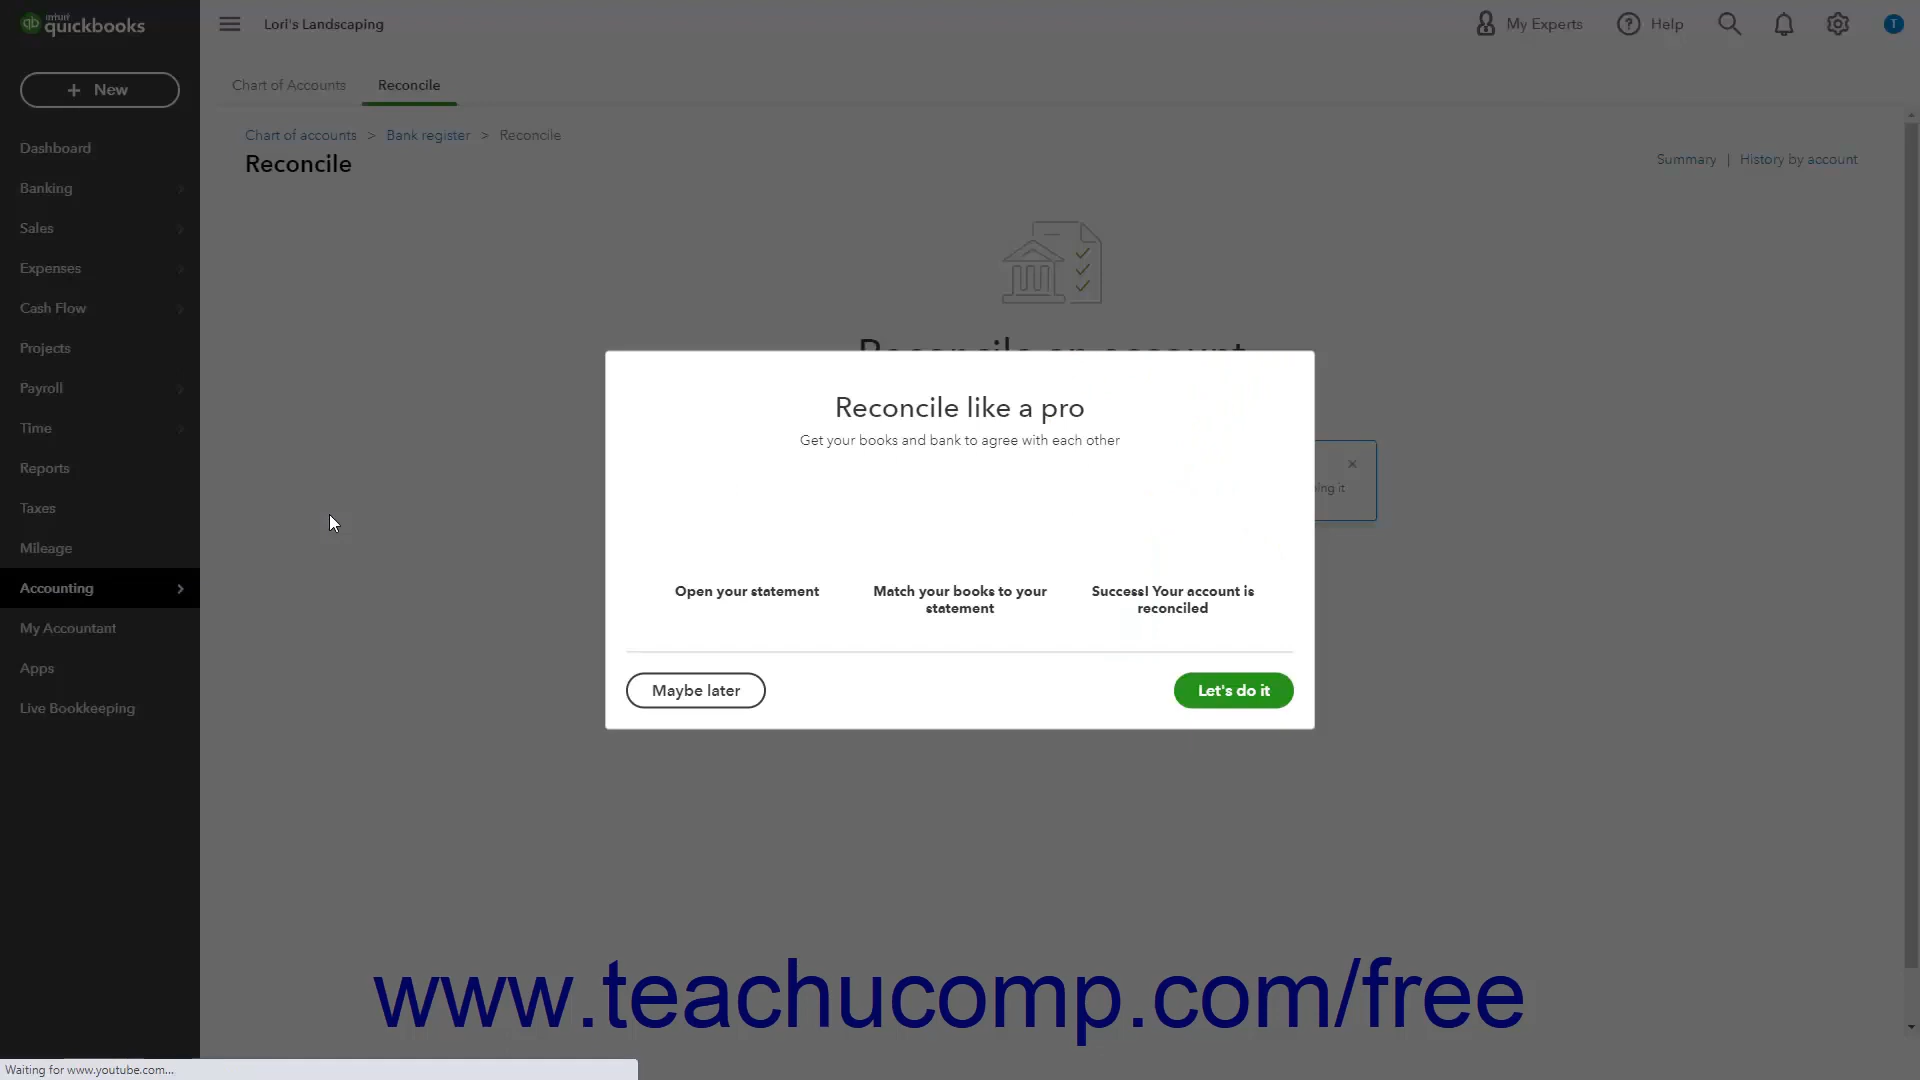 intuit
quickbooks
Lori's Landscaping
My Experts
Help
T
+ New
Chart of Accounts
Reconcile
Chart of accounts > Bank register > Reconcile
Reconcile
Summary | History by account
Dashboard
Banking
Sales
Expenses
Cash Flow
Projects
Payroll
Time
Reports
Taxes
Mileage
Accounting
My Accountant
Apps
Live Bookkeeping
Reconcile an account
it
Reconcile like a pro
Get your books and bank to agree with each other
Open your statement
Match your books to your
statement
Success! Your account is
reconciled
Maybe later
Let's do it
www.teachucomp.com/free
Waiting for www.youtube.com...